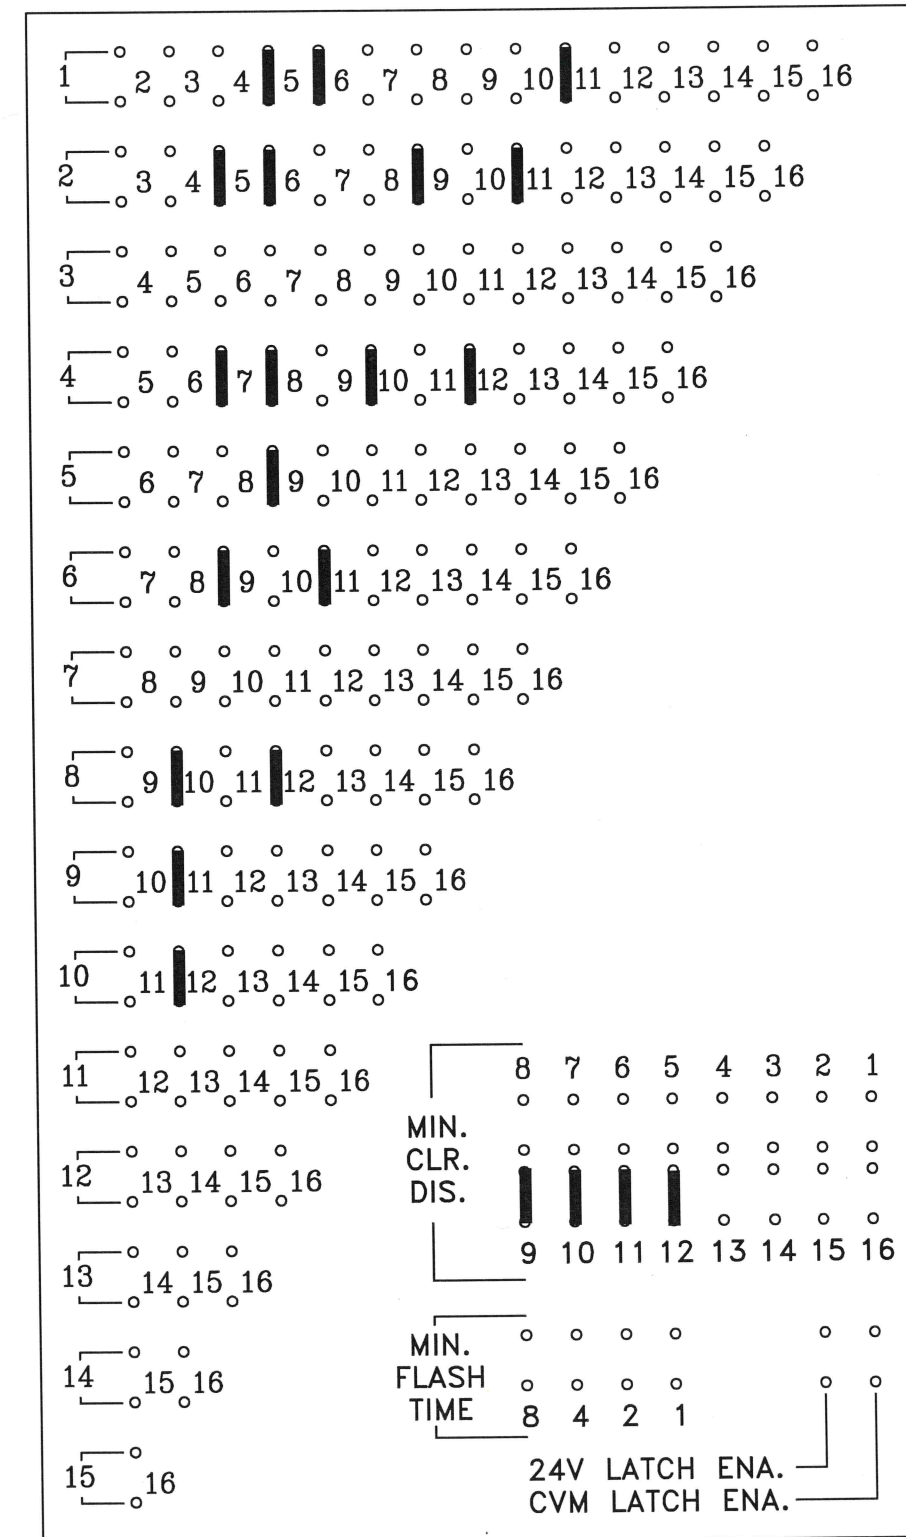 1 2 3 4 5 6 7 8 9 10 11 12 13 14 15 16
2 3 4 5 6 7 8 9 10 11 12 13 14 15 16
3 4 5 6 7 8 9 10 11 12 13 14 15 16
4 5 6 7 8 9 10 11 12 13 14 15 16
5 6 7 8 9 10 11 12 13 14 15 16
6 7 8 9 10 11 12 13 14 15 16
7 8 9 10 11 12 13 14 15 16
8 9 10 11 12 13 14 15 16
9 10 11 12 13 14 15 16
10 11 12 13 14 15 16
11 12 13 14 15 16
12 13 14 15 16
13 14 15 16
14 15 16
15 16
8 7 6 5 4 3 2 1
MIN.
CLR.
DIS.
9 10 11 12 13 14 15 16
MIN.
FLASH
TIME
8 4 2 1
24V LATCH ENA.
CVM LATCH ENA.